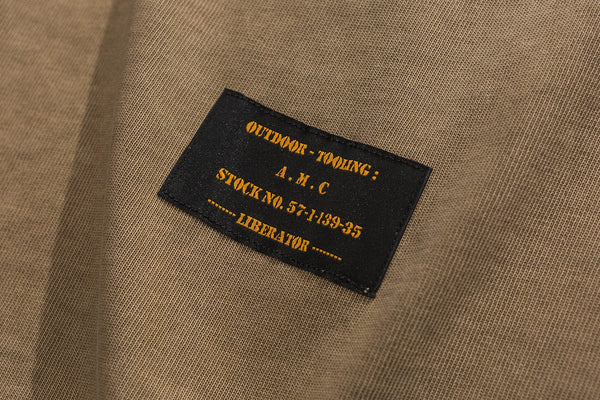 OUTDOOR - TOOLING :
A . M . C
STOCK NO. 57-1-139-35
-------- LIBERATOR --------